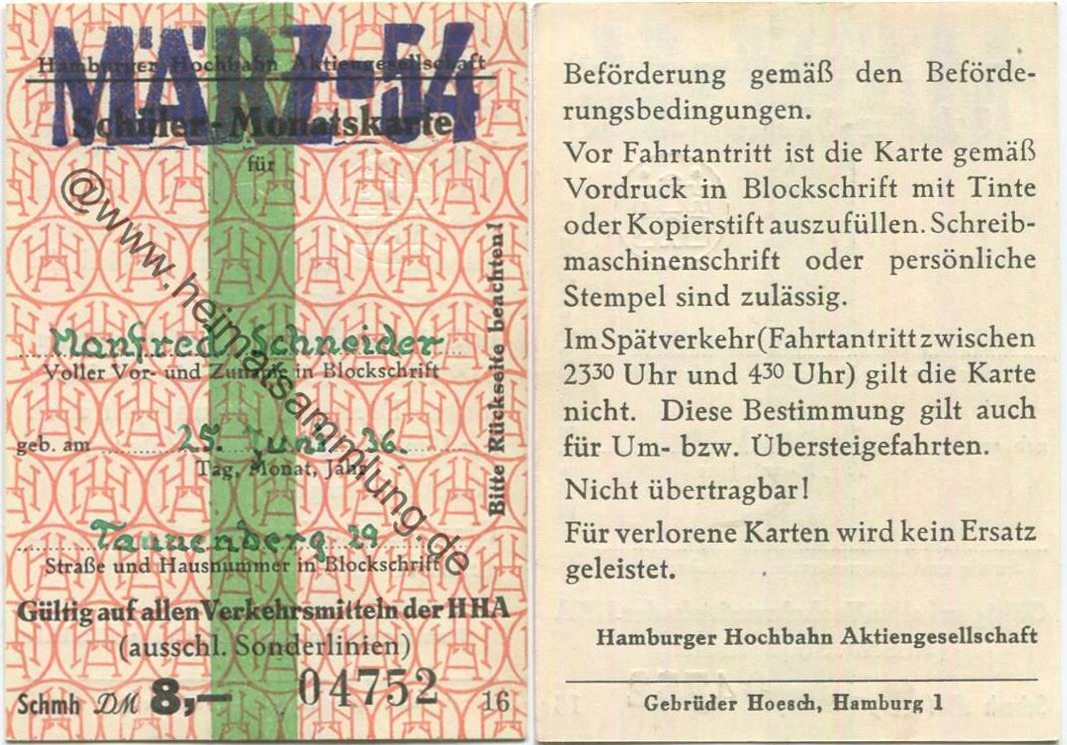 MÄRZ-54
Hamburger Hochbahn Aktiengesellschaft
Schüler-Monatskarte
für
@www.heimatsammlung.de
Manfred Schneider
Voller Vor- und Zuname in Blockschrift
geb. am 25. Juni 36.
Tag, Monat, Jahr
Tannenberg 29
Straße und Hausnummer in Blockschrift
Bitte Rückseite beachten!
Gültig auf allen Verkehrsmitteln der HHA
(ausschl. Sonderlinien)
Schmh DM 8,— 04752 16
Beförderung gemäß den Beförde-
rungsbedingungen.
Vor Fahrtantritt ist die Karte gemäß
Vordruck in Blockschrift mit Tinte
oder Kopierstift auszufüllen. Schreib-
maschinenschrift oder persönliche
Stempel sind zulässig.
Im Spätverkehr (Fahrtantritt zwischen
23³⁰ Uhr und 4³⁰ Uhr) gilt die Karte
nicht. Diese Bestimmung gilt auch
für Um- bzw. Übersteigefahrten.
Nicht übertragbar!
Für verlorene Karten wird kein Ersatz
geleistet.
Hamburger Hochbahn Aktiengesellschaft
Gebrüder Hoesch, Hamburg 1